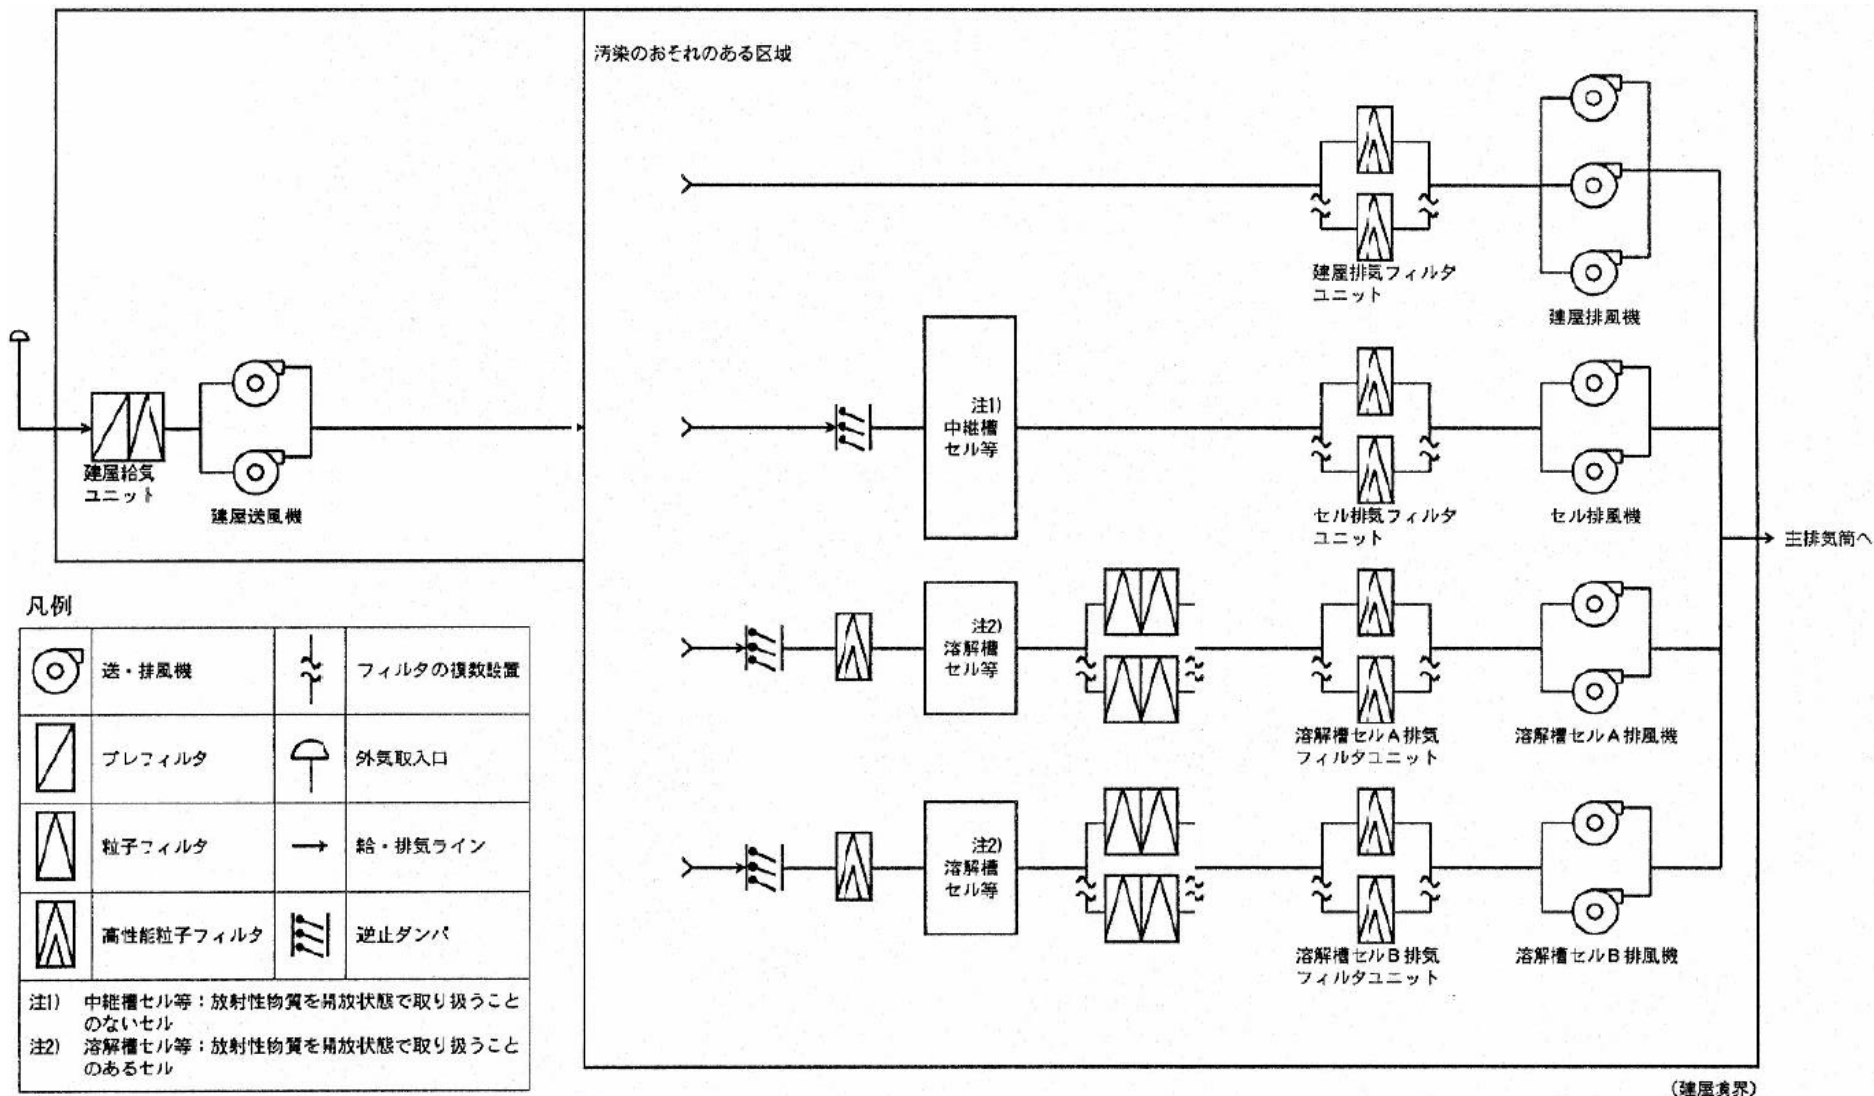 汚染のおそれのある区域
建屋排気フィルタ
ユニット
建屋排風機
注1)
中継槽
セル等
建屋給気
ユニット
建屋送風機
セル排気フィルタ
ユニット
セル排風機
主排気筒へ
注2)
溶解槽
セル等
溶解槽セルA排気
フィルタユニット
溶解槽セルA排風機
注2)
溶解槽
セル等
溶解槽セルB排気
フィルタユニット
溶解槽セルB排風機
凡例
送・排風機
フィルタの複数設置
プレフィルタ
外気取入口
粒子フィルタ
給・排気ライン
高性能粒子フィルタ
逆止ダンパ
注1) 中継槽セル等:放射性物質を開放状態で取り扱うこと
のないセル
注2) 溶解槽セル等:放射性物質を開放状態で取り扱うこと
のあるセル
(建屋境界)